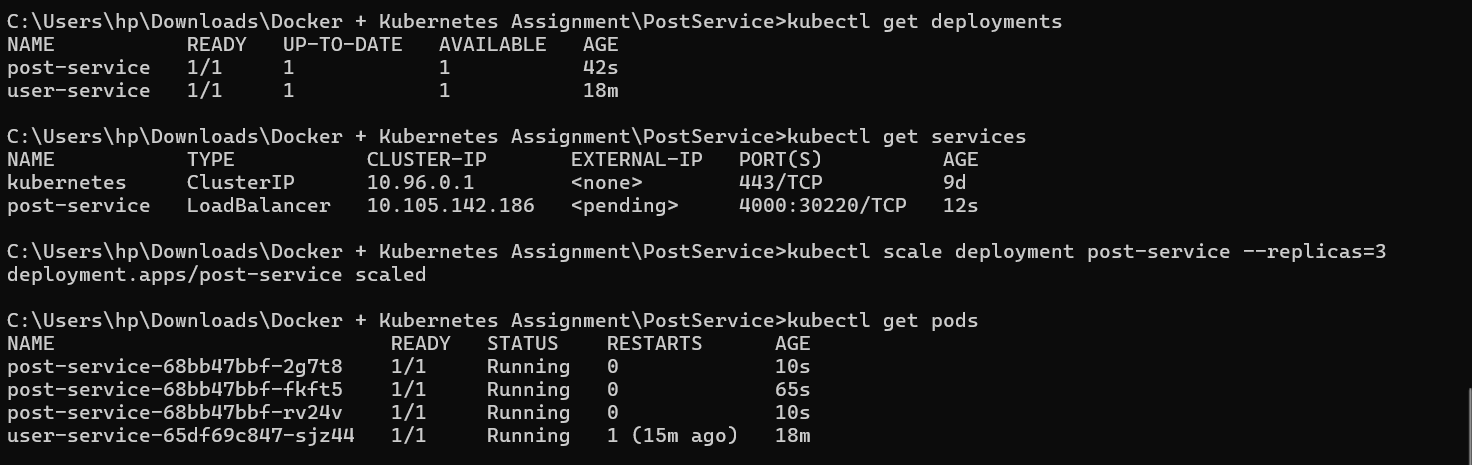 C:\Users\hp\Downloads\Docker + Kubernetes Assignment\PostService>kubectl get deployments
NAME           READY   UP-TO-DATE   AVAILABLE   AGE
post-service   1/1     1            1           42s
user-service   1/1     1            1           18m

C:\Users\hp\Downloads\Docker + Kubernetes Assignment\PostService>kubectl get services
NAME           TYPE           CLUSTER-IP       EXTERNAL-IP   PORT(S)          AGE
kubernetes     ClusterIP      10.96.0.1        <none>        443/TCP          9d
post-service   LoadBalancer   10.105.142.186   <pending>     4000:30220/TCP   12s

C:\Users\hp\Downloads\Docker + Kubernetes Assignment\PostService>kubectl scale deployment post-service --replicas=3
deployment.apps/post-service scaled

C:\Users\hp\Downloads\Docker + Kubernetes Assignment\PostService>kubectl get pods
NAME                            READY   STATUS    RESTARTS      AGE
post-service-68bb47bbf-2g7t8    1/1     Running   0             10s
post-service-68bb47bbf-fkft5    1/1     Running   0             65s
post-service-68bb47bbf-rv24v    1/1     Running   0             10s
user-service-65df69c847-sjz44   1/1     Running   1 (15m ago)   18m